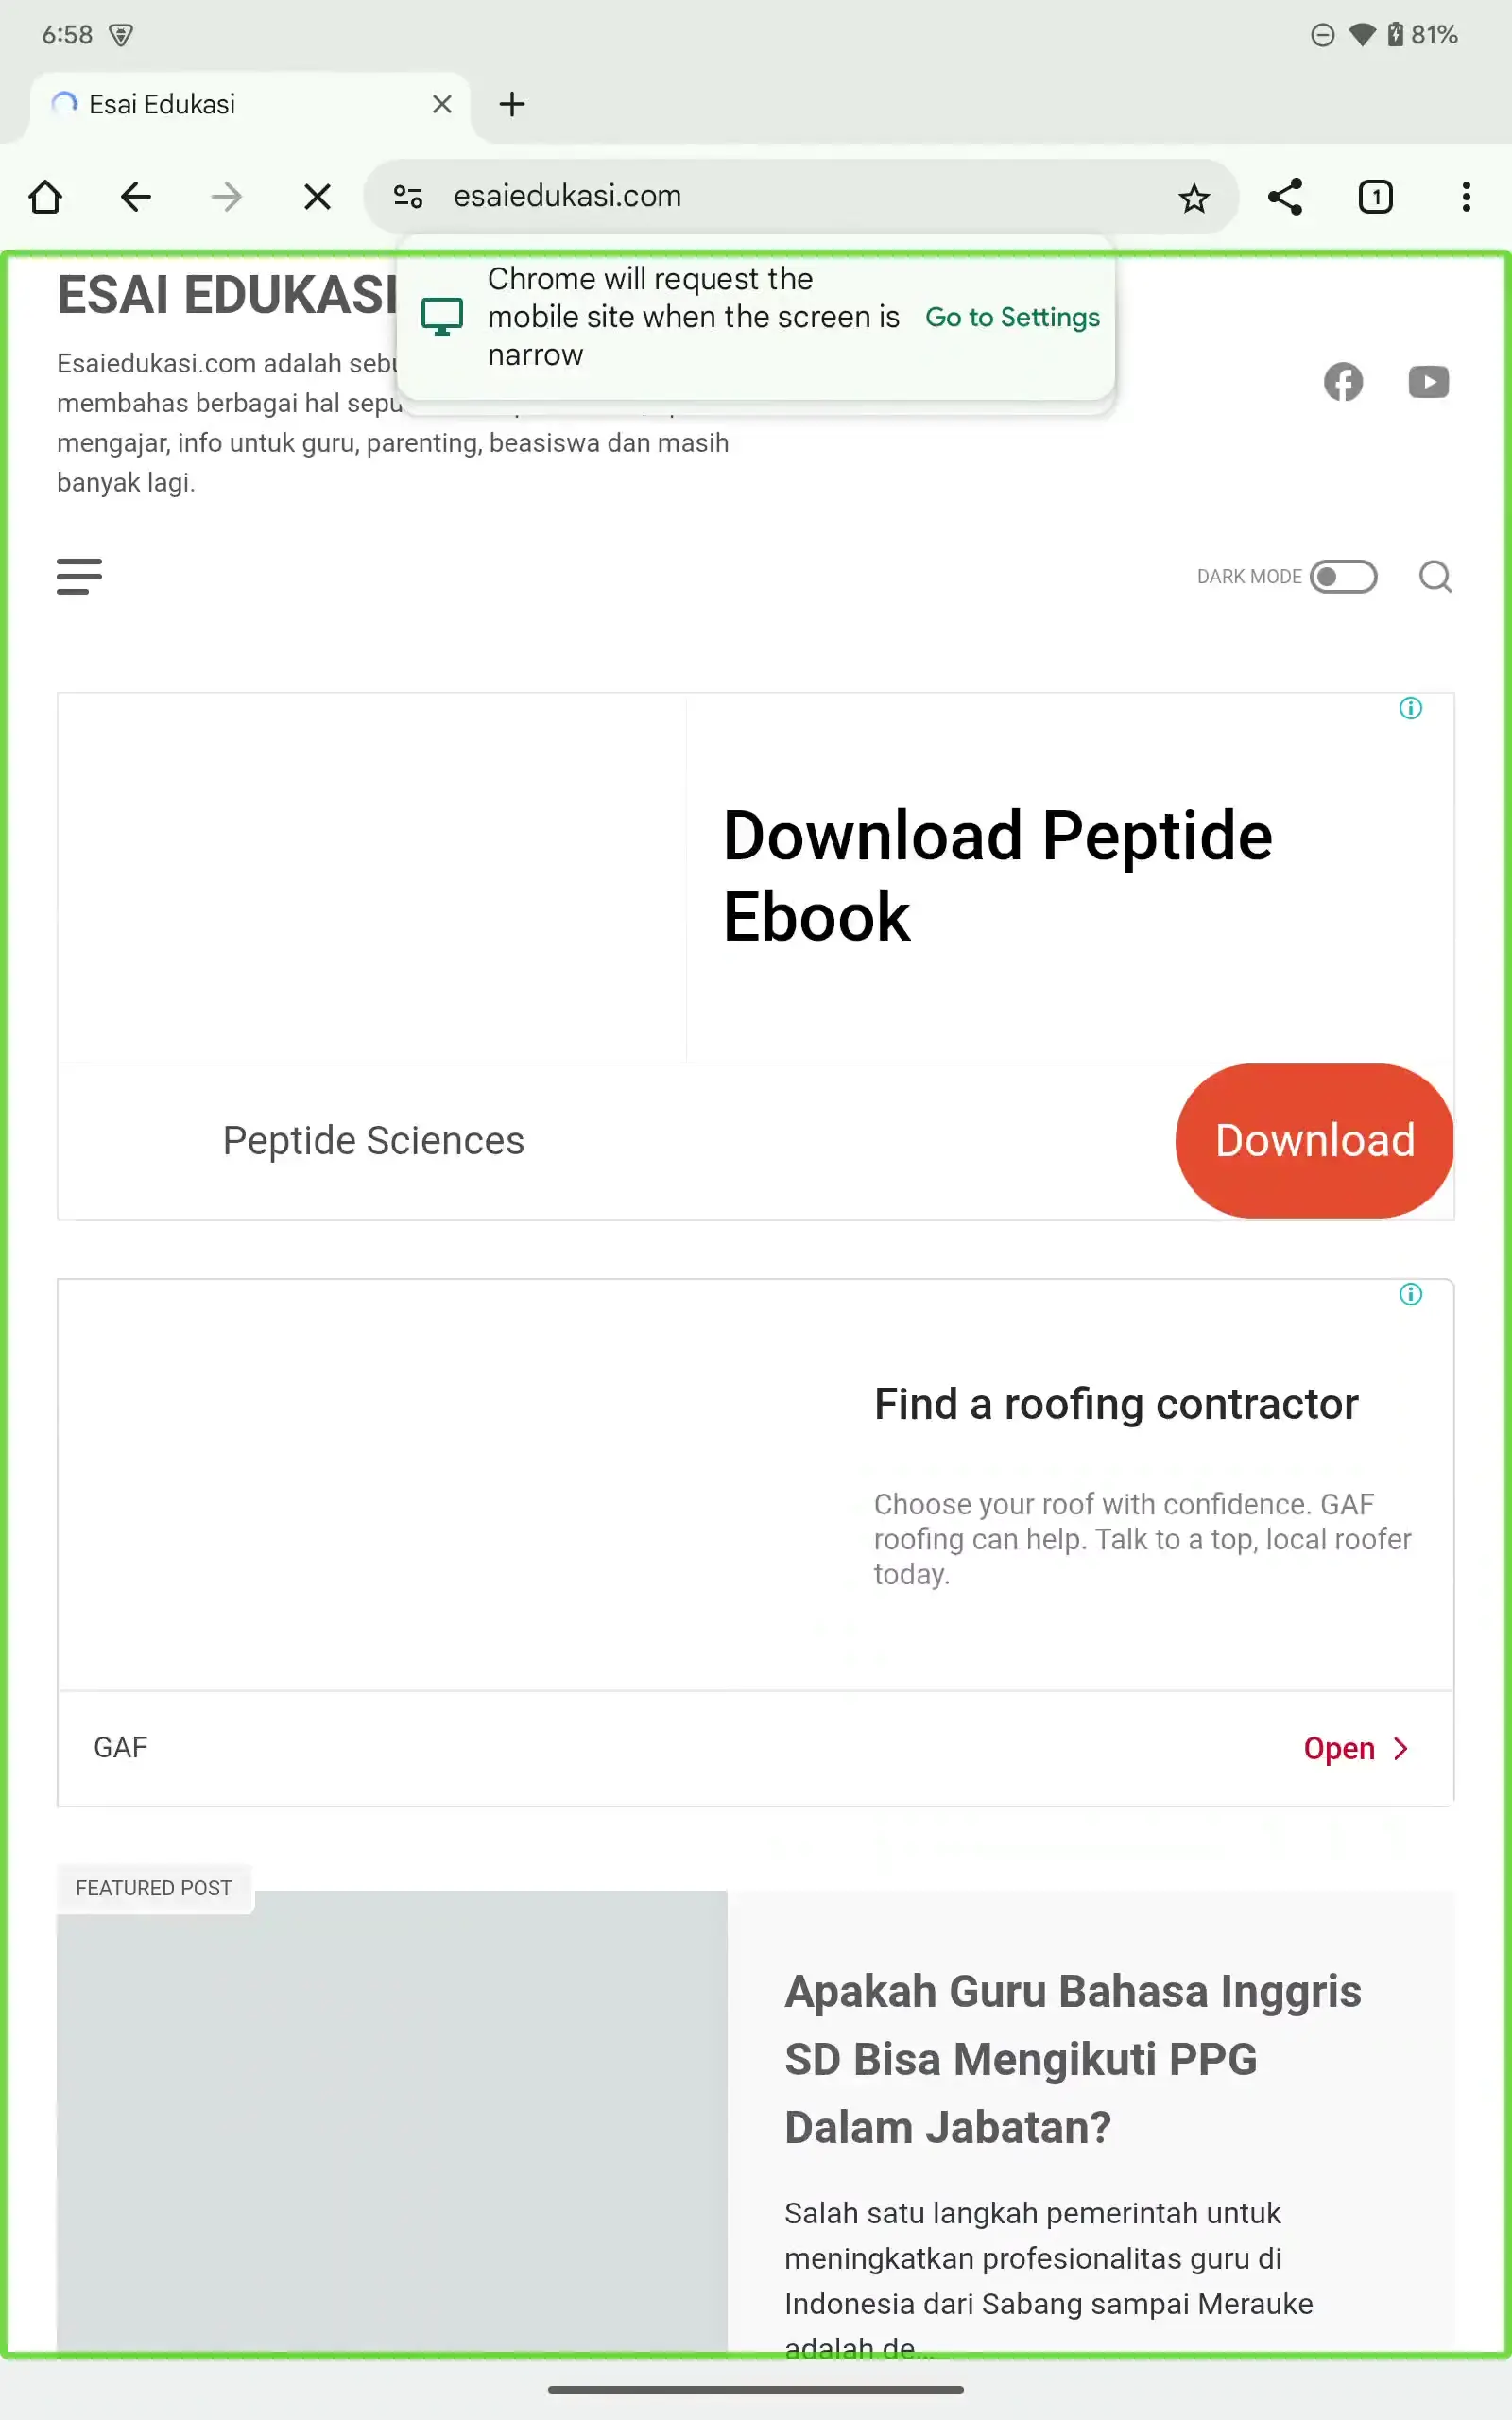 6:58
81%
Esai Edukasi
esaiedukasi.com
1
Chrome will request the
mobile site when the screen is
narrow
Go to Settings
ESAI EDUKASI
Esaiedukasi.com adalah
membahas berbagai hal
mengajar, info untuk guru, parenting, beasiswa dan masih
banyak lagi.
DARK MODE
Download Peptide
Ebook
Peptide Sciences
Download
Find a roofing contractor
Choose your roof with confidence. GAF
roofing can help. Talk to a top, local roofer
today.
GAF
Open
FEATURED POST
Apakah Guru Bahasa Inggris
SD Bisa Mengikuti PPG
Dalam Jabatan?
Salah satu langkah pemerintah untuk
meningkatkan profesionalitas guru di
Indonesia dari Sabang sampai Merauke
adalah de...